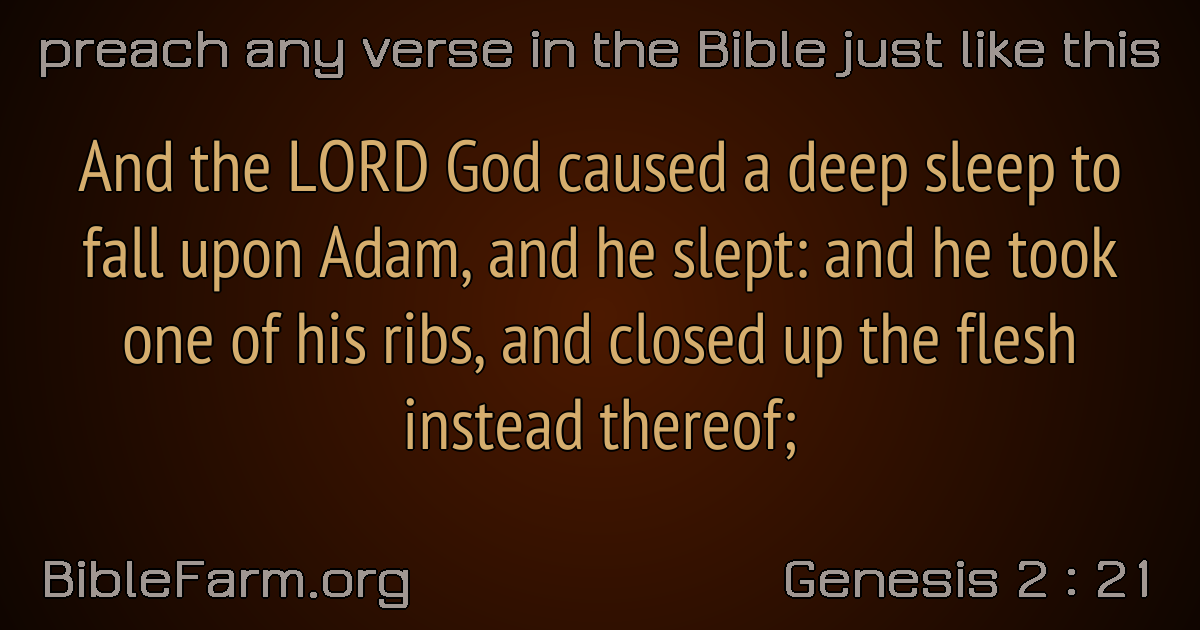 preach any verse in the Bible just like this
And the LORD God caused a deep sleep to
fall upon Adam, and he slept: and he took
one of his ribs, and closed up the flesh
instead thereof;
BibleFarm.org
Genesis 2 : 21